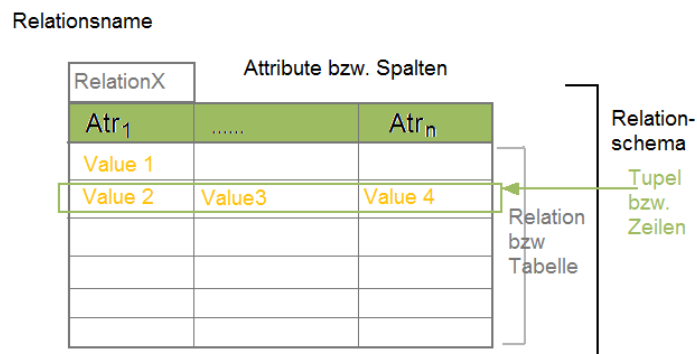 Relationsname
RelationX
Attribute bzw. Spalten
Atr1
......
Atrn
Relation-
schema
Value 1
Value 2
Value3
Value 4
Tupel
bzw.
Zeilen
Relation
bzw
Tabelle